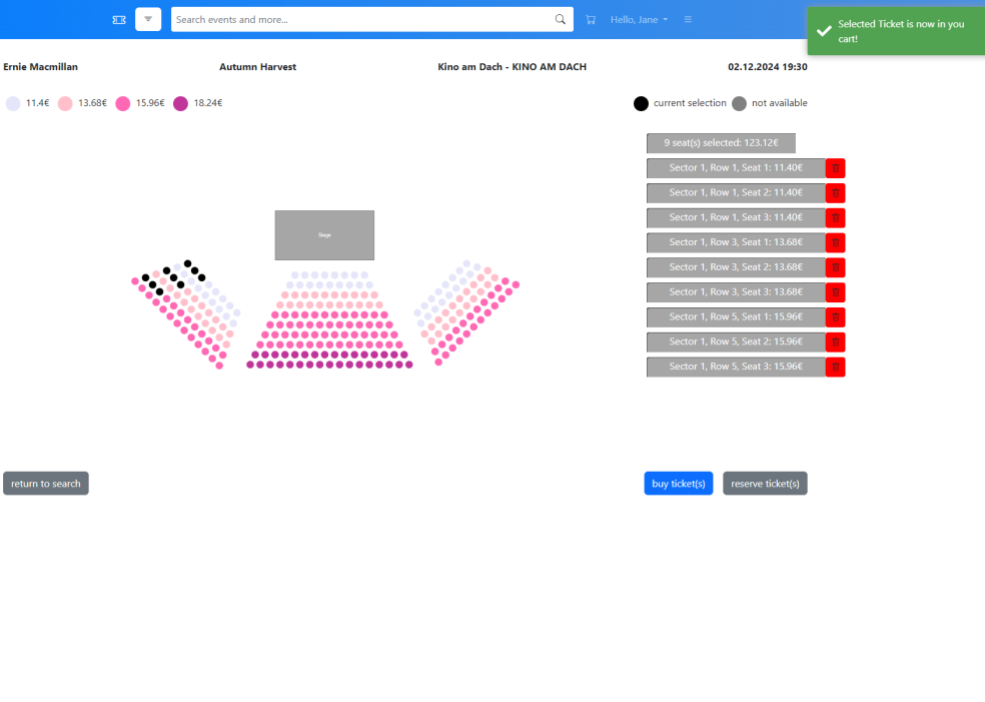 Search events and more...
Hello, Jane
Selected Ticket is now in you
cart!
Ernie Macmillan
Autumn Harvest
Kino am Dach - KINO AM DACH
02.12.2024 19:30
11.4€
13.68€
15.96€
18.24€
current selection
not available
9 seat(s) selected: 123.12€
Sector 1, Row 1, Seat 1: 11.40€
Sector 1, Row 1, Seat 2: 11.40€
Sector 1, Row 1, Seat 3: 11.40€
Sector 1, Row 3, Seat 1: 13.68€
Sector 1, Row 3, Seat 2: 13.68€
Sector 1, Row 3, Seat 3: 13.68€
Sector 1, Row 5, Seat 1: 15.96€
Sector 1, Row 5, Seat 2: 15.96€
Sector 1, Row 5, Seat 3: 15.96€
Stage
return to search
buy ticket(s)
reserve ticket(s)